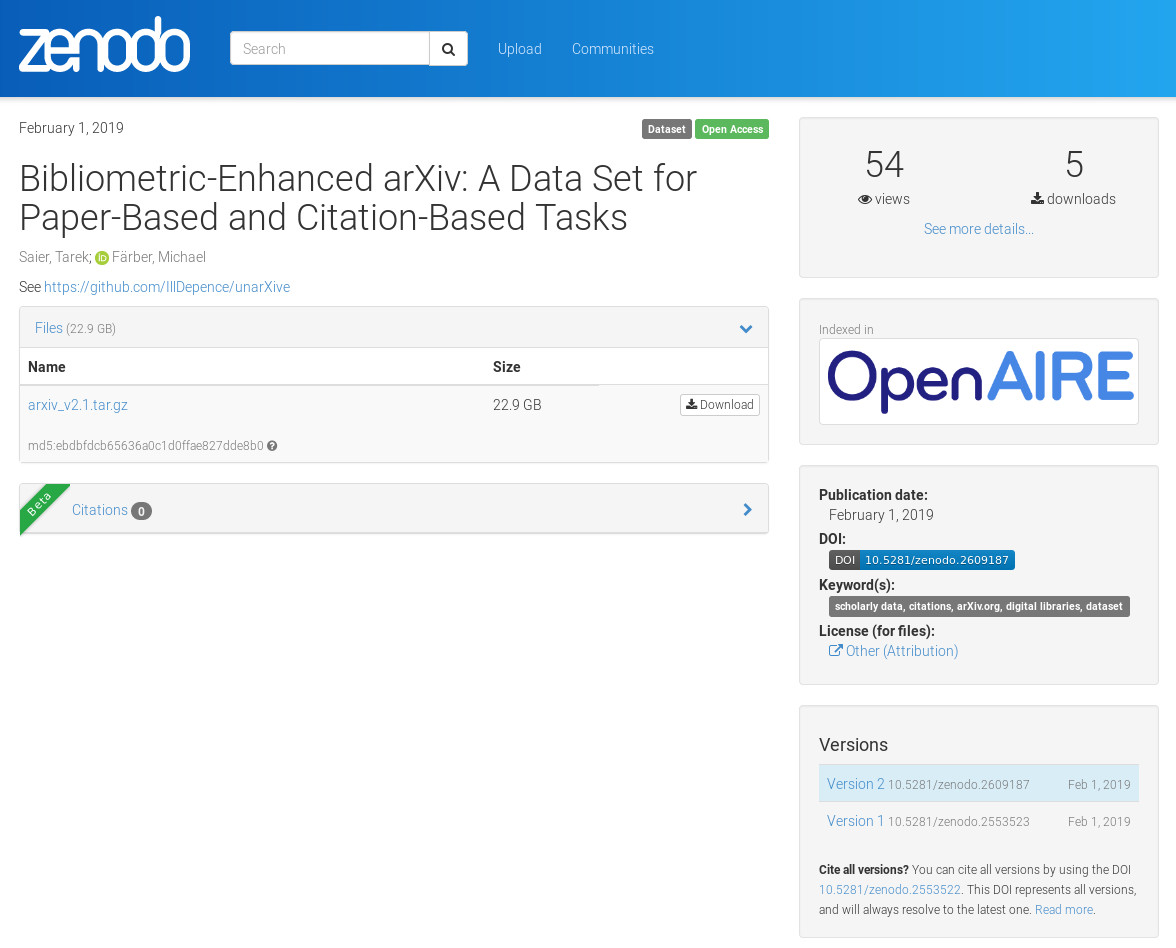 zenodo
Search
Upload
Communities
February 1, 2019
Dataset
Open Access
Bibliometric-Enhanced arXiv: A Data Set for
Paper-Based and Citation-Based Tasks
Saier, Tarek; iD Färber, Michael
See https://github.com/IllDepence/unarXive
Files (22.9 GB)
Name Size
arxiv_v2.1.tar.gz 22.9 GB Download
md5:ebdbfdcb65636a0c1d0ffae827dde8b0 ?
Beta
Citations 0
54 5
views downloads
See more details...
Indexed in
OpenAIRE
Publication date:
February 1, 2019
DOI:
DOI 10.5281/zenodo.2609187
Keyword(s):
scholarly data, citations, arXiv.org, digital libraries, dataset
License (for files):
Other (Attribution)
Versions
Version 2 10.5281/zenodo.2609187 Feb 1, 2019
Version 1 10.5281/zenodo.2553523 Feb 1, 2019
Cite all versions? You can cite all versions by using the DOI
10.5281/zenodo.2553522. This DOI represents all versions,
and will always resolve to the latest one. Read more.